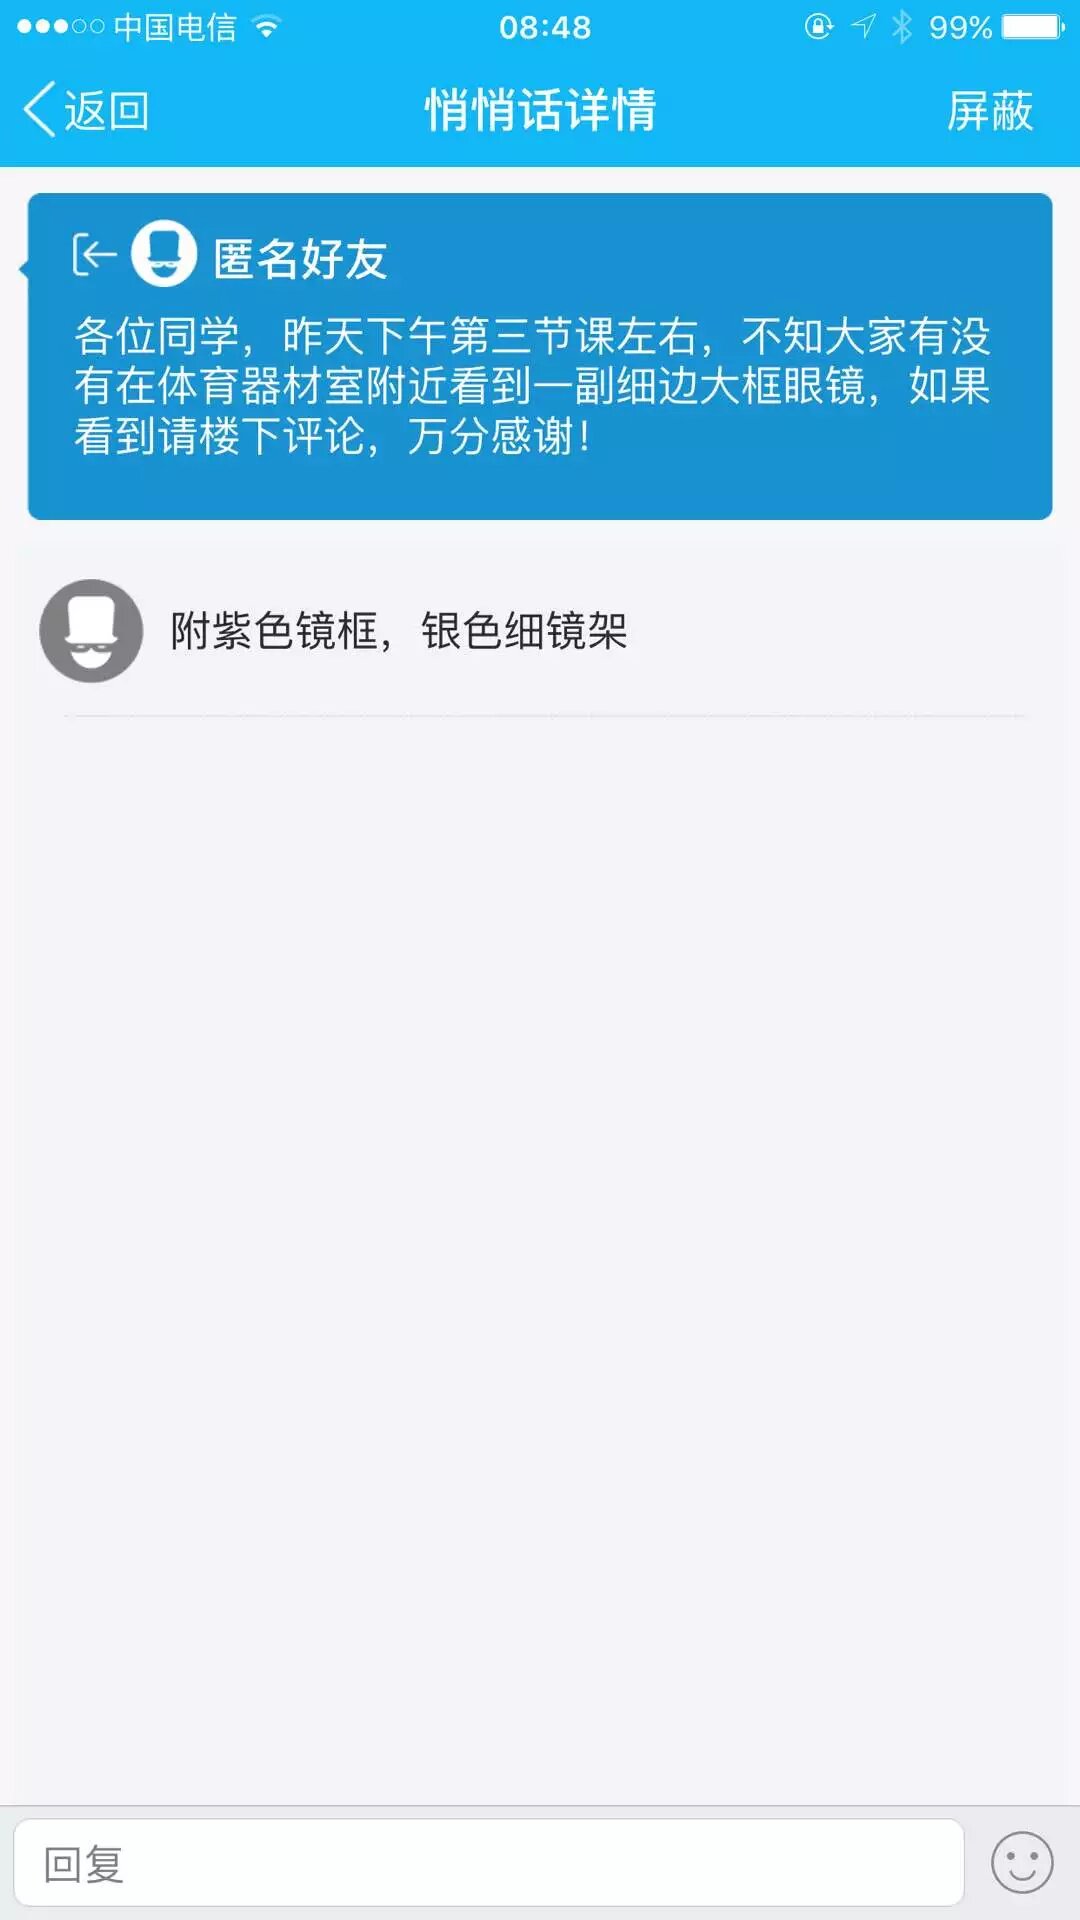 中国电信 08:48 99%
返回 悄悄话详情 屏蔽
匿名好友
各位同学，昨天下午第三节课左右，不知大家有没
有在体育器材室附近看到一副细边大框眼镜，如果
看到请楼下评论，万分感谢！
附紫色镜框，银色细镜架
回复